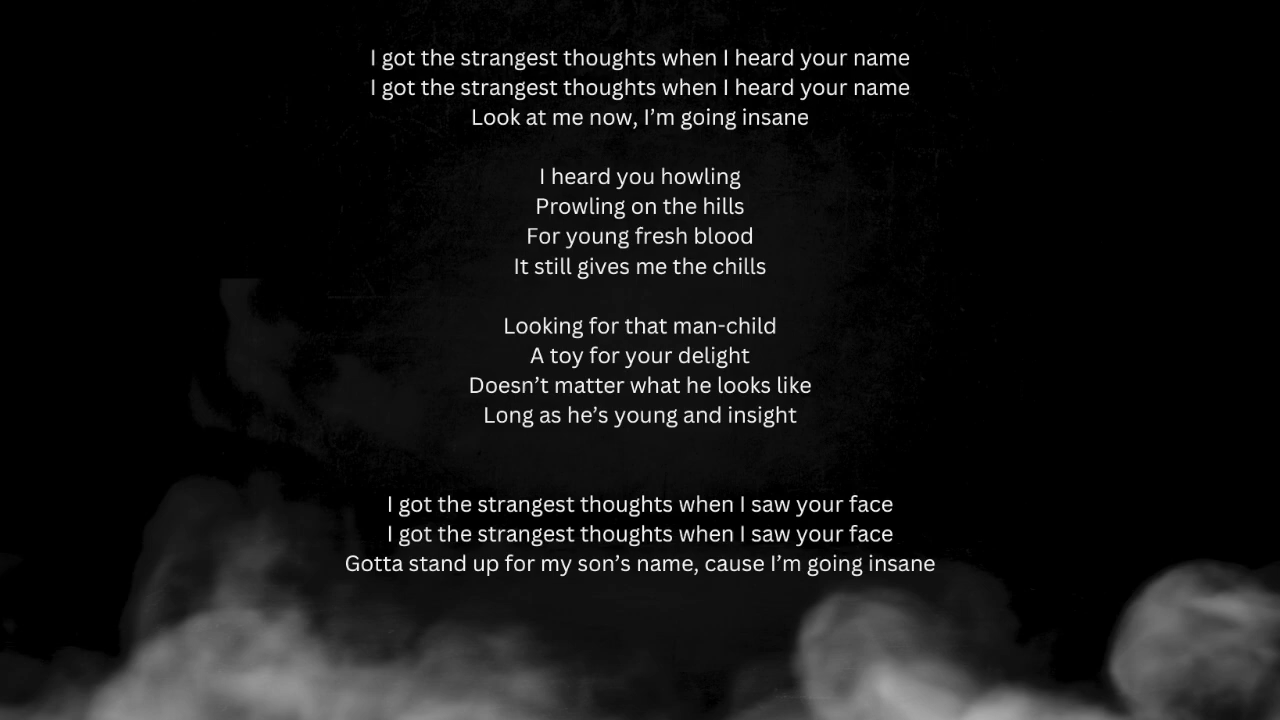 I got the strangest thoughts when I heard your name
I got the strangest thoughts when I heard your name
Look at me now, I’m going insane
I heard you howling
Prowling on the hills
For young fresh blood
It still gives me the chills
Looking for that man-child
A toy for your delight
Doesn’t matter what he looks like
Long as he’s young and insight
I got the strangest thoughts when I saw your face
I got the strangest thoughts when I saw your face
Gotta stand up for my son’s name, cause I’m going insane